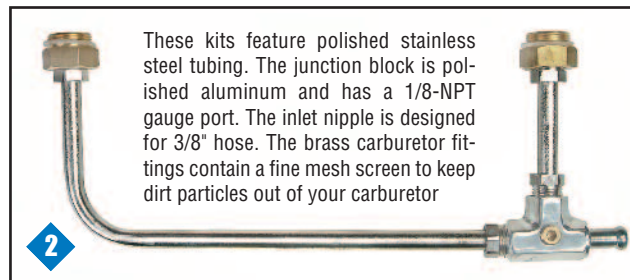 These kits feature polished stainless
steel tubing. The junction block is pol-
ished aluminum and has a 1/8-NPT
gauge port. The inlet nipple is designed
for 3/8" hose. The brass carburetor fit-
tings contain a fine mesh screen to keep
dirt particles out of your carburetor
2